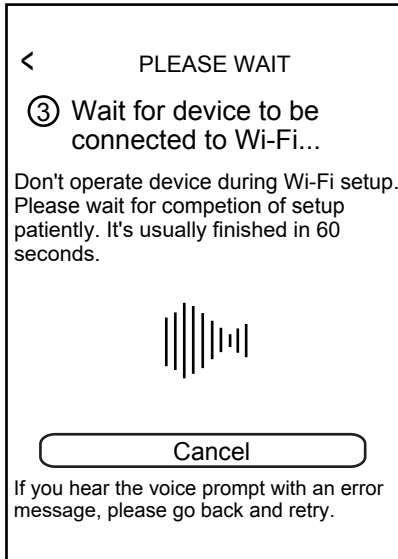 < PLEASE WAIT
③ Wait for device to be
connected to Wi-Fi...
Don't operate device during Wi-Fi setup.
Please wait for competion of setup
patiently. It's usually finished in 60
seconds.
Cancel
If you hear the voice prompt with an error
message, please go back and retry.